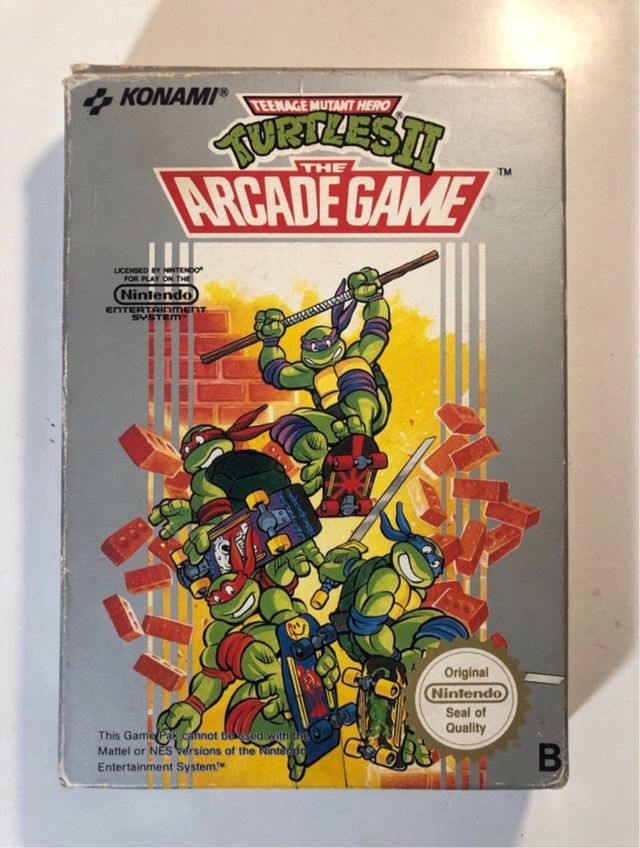 KONAMI®
TEENAGE MUTANT HERO
TURTLES II®
THE
ARCADE GAME™
LICENSED BY NINTENDO®
FOR PLAY ON THE
Nintendo
ENTERTAINMENT
SYSTEM™
Original
Nintendo
Seal of
Quality
This Game Pak cannot be used with the
Mattel or NES versions of the Nintendo
Entertainment System.™
B